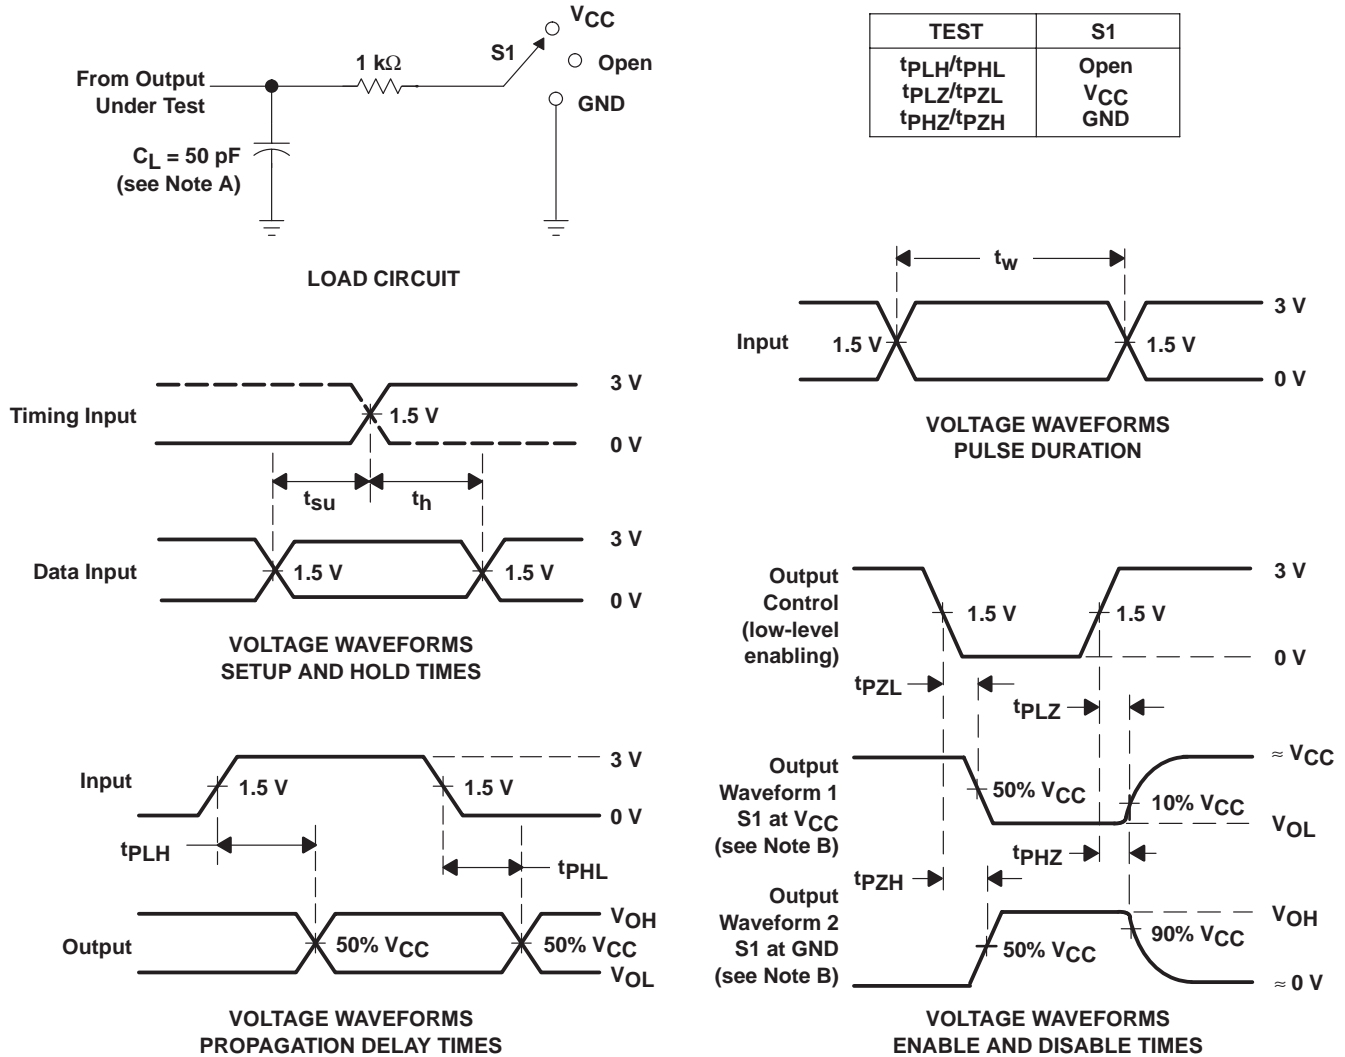 From Output
Under Test
1 kΩ
S1
VCC
Open
GND
CL = 50 pF
(see Note A)
LOAD CIRCUIT
TEST S1
tPLH/tPHL Open
tPLZ/tPZL VCC
tPHZ/tPZH GND
tw
Input
1.5 V
1.5 V
3 V
0 V
VOLTAGE WAVEFORMS
PULSE DURATION
Timing Input
1.5 V
3 V
0 V
tsu
th
Data Input
1.5 V
1.5 V
3 V
0 V
VOLTAGE WAVEFORMS
SETUP AND HOLD TIMES
Input
1.5 V
1.5 V
3 V
0 V
tPLH
tPHL
Output
50% VCC
50% VCC
VOH
VOL
VOLTAGE WAVEFORMS
PROPAGATION DELAY TIMES
Output
Control
(low-level
enabling)
1.5 V
1.5 V
3 V
0 V
tPZL
tPLZ
Output
Waveform 1
S1 at VCC
(see Note B)
50% VCC
10% VCC
≈ VCC
VOL
tPZH
tPHZ
Output
Waveform 2
S1 at GND
(see Note B)
50% VCC
90% VCC
VOH
≈ 0 V
VOLTAGE WAVEFORMS
ENABLE AND DISABLE TIMES